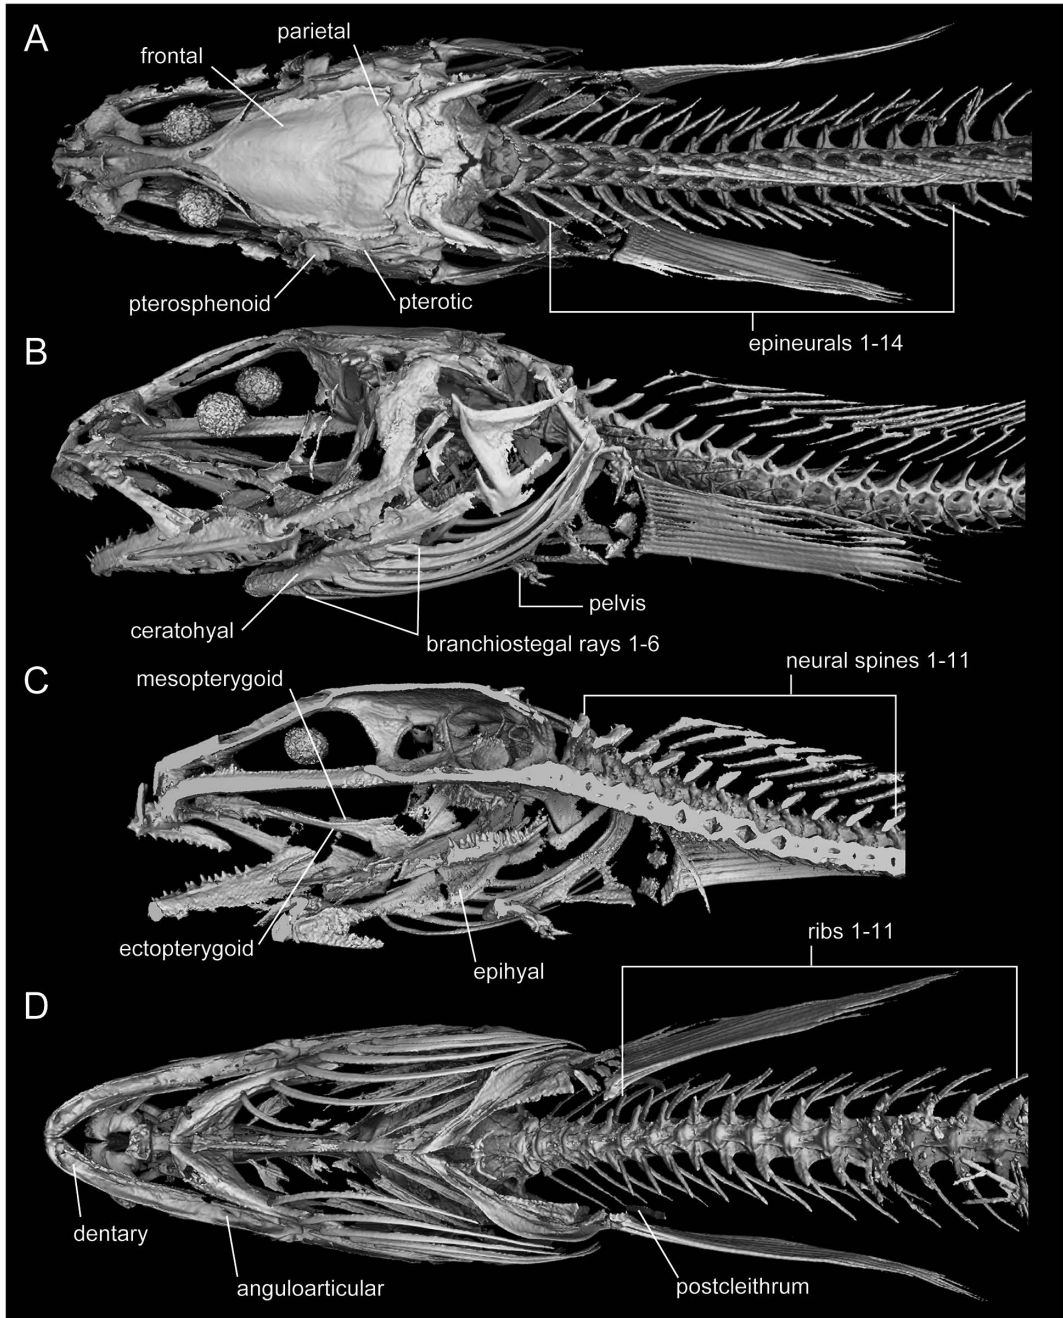 A
parietal
frontal
pterosphenoid
pterotic
epineurals 1-14
B
pelvis
ceratohyal
branchiostegal rays 1-6
neural spines 1-11
C
mesopterygoid
ectopterygoid
epihyal
ribs 1-11
D
dentary
anguloarticular
postcleithrum